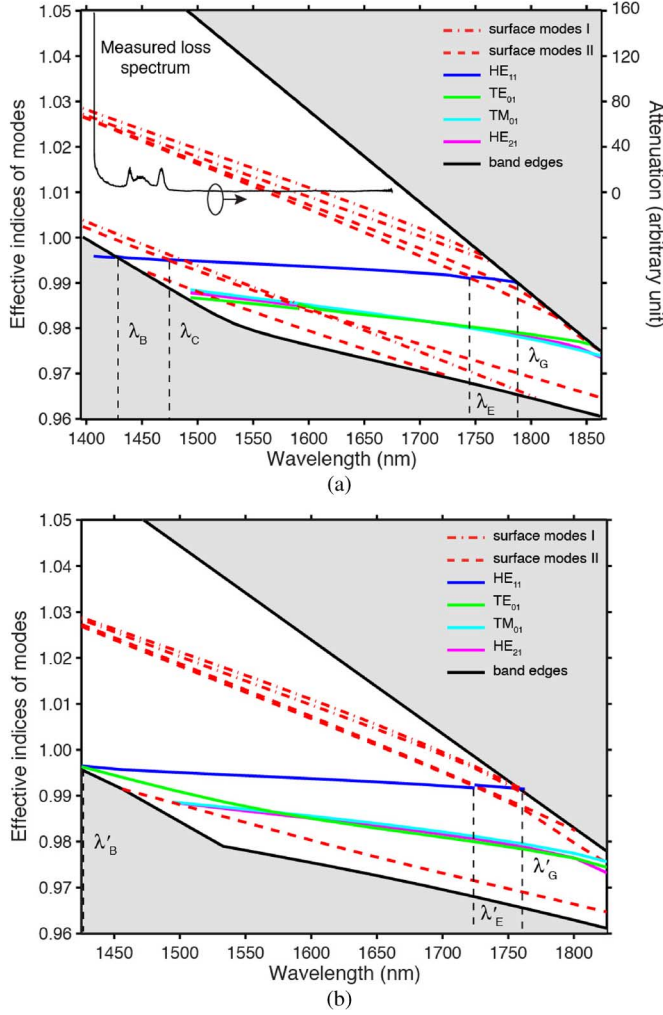 1.05
1.04
1.03
1.02
1.01
1.00
0.99
0.98
0.97
0.96
Effective indices of modes
1400 1450 1500 1550 1600 1650 1700 1750 1800 1850
Wavelength (nm)
160
120
80
40
0
Attenuation (arbitrary unit)
Measured loss
spectrum
surface modes I
surface modes II
HE₁₁
TE₀₁
TM₀₁
HE₂₁
band edges
λB
λC
λE
λG
(a)
1.05
1.04
1.03
1.02
1.01
1.00
0.99
0.98
0.97
0.96
Effective indices of modes
1450 1500 1550 1600 1650 1700 1750 1800
Wavelength (nm)
surface modes I
surface modes II
HE₁₁
TE₀₁
TM₀₁
HE₂₁
band edges
λ'B
λ'E
λ'G
(b)